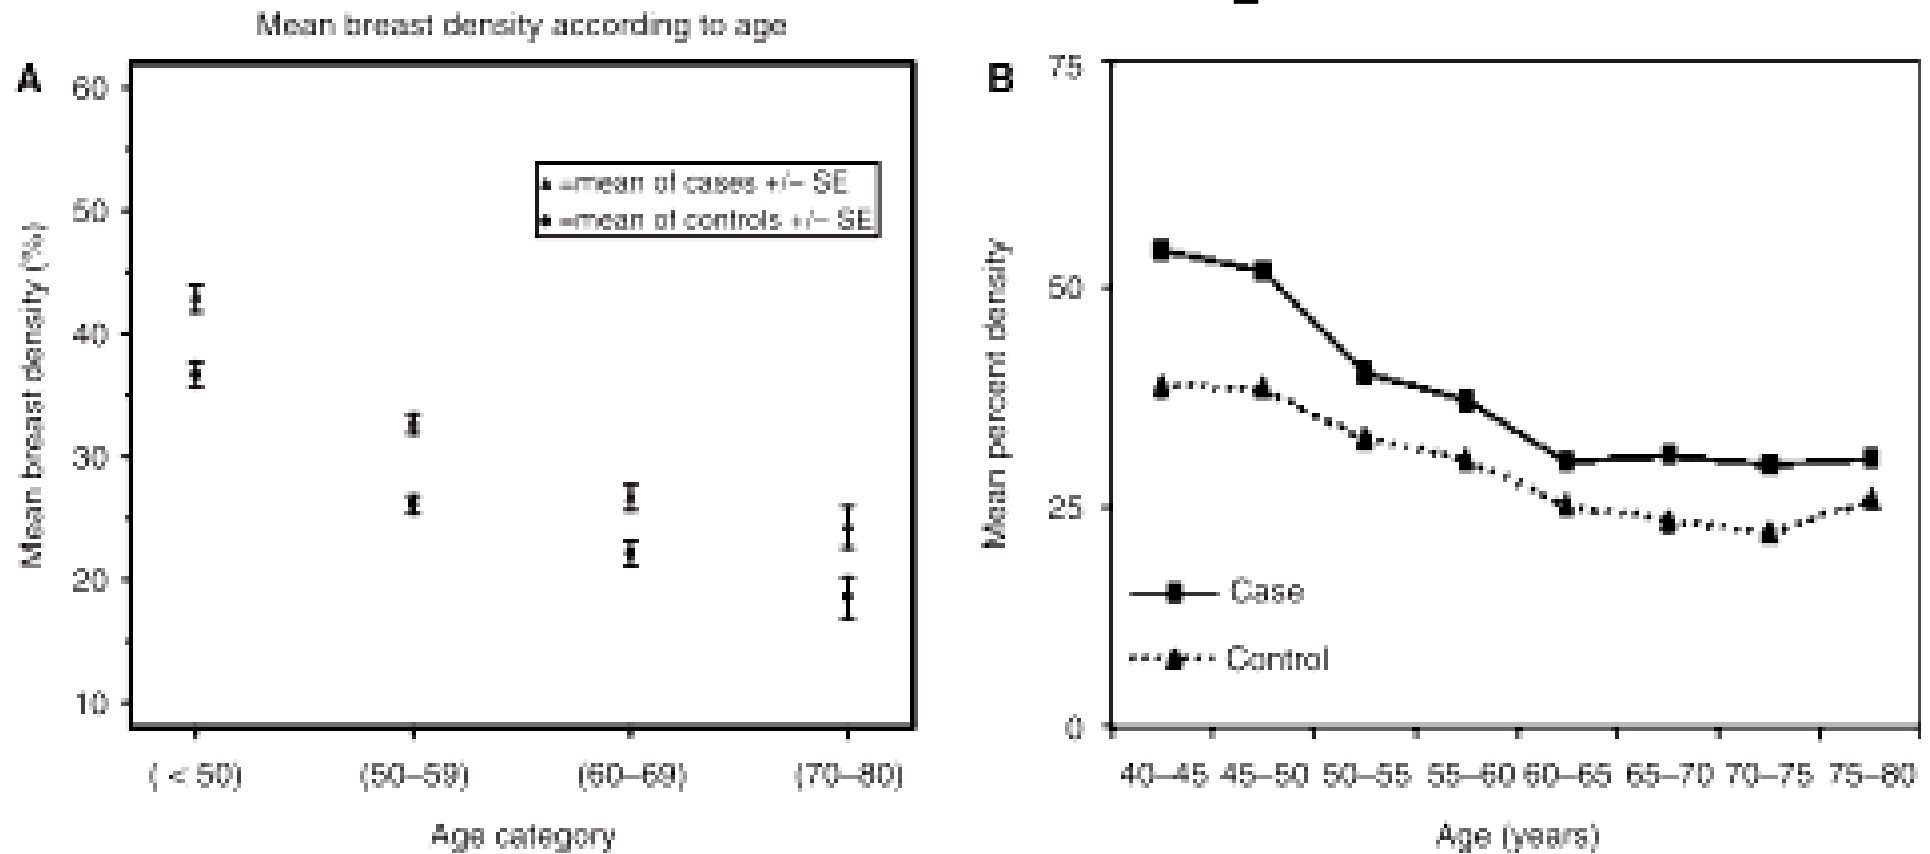 Mean breast density according to age
A
60
50
40
30
20
10
Mean breast density (%)
=mean of cases +/− SE
=mean of controls +/− SE
( < 50) (50–59) (60–69) (70–80)
Age category
B
75
50
25
0
Mean percent density
Case
Control
40–45 45–50 50–55 55–60 60–65 65–70 70–75 75–80
Age (years)